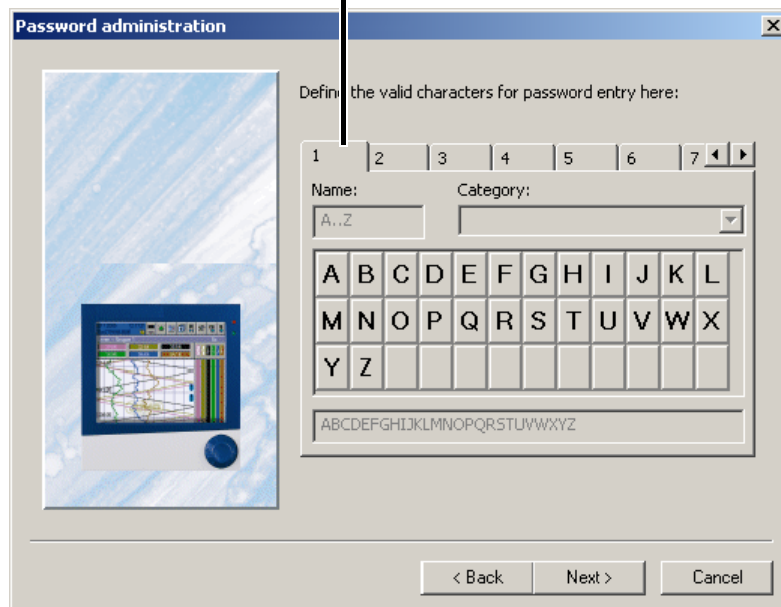 Password administration
Define the valid characters for password entry here:
1 2 3 4 5 6 7
Name: Category:
A..Z
A B C D E F G H I J K L
M N O P Q R S T U V W X
Y Z
ABCDEFGHIJKLMNOPQRSTUVWXYZ
< Back Next > Cancel